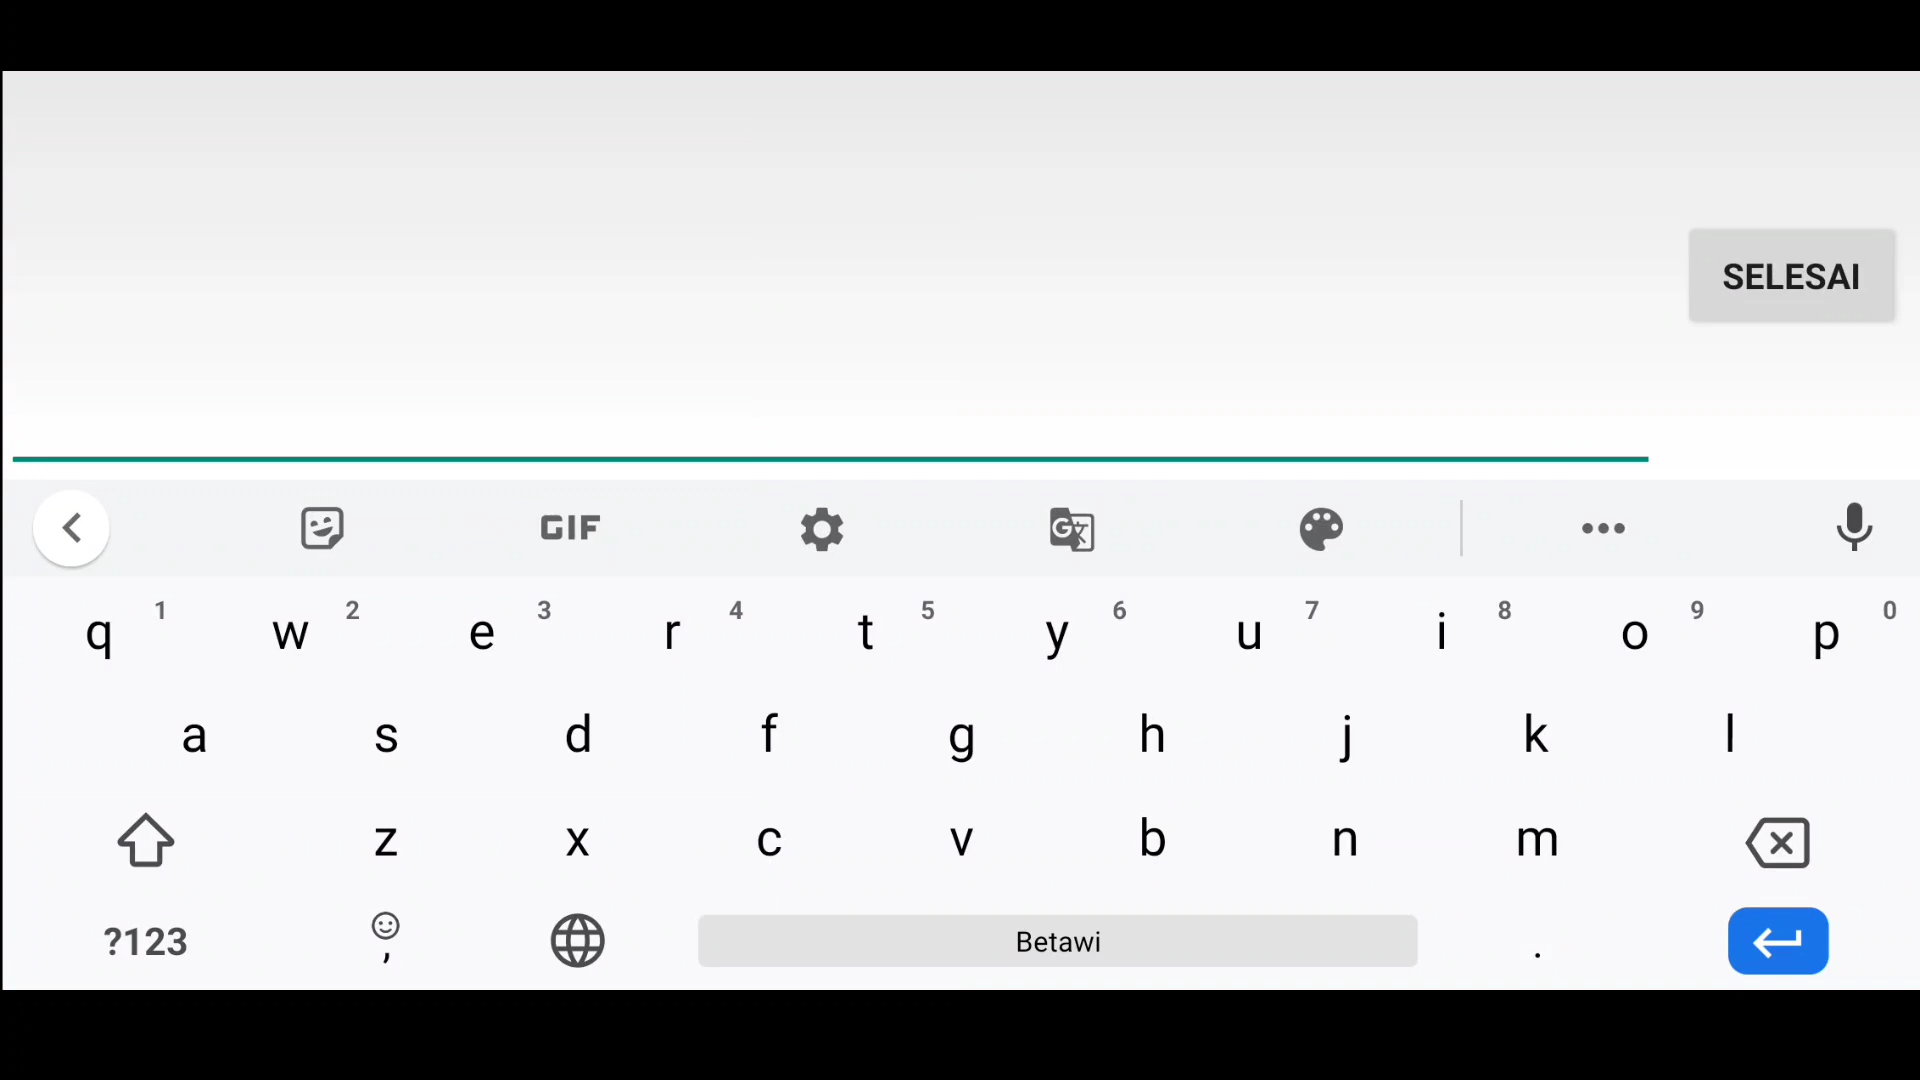 SELESAI
GIF
q 1 w 2 e 3 r 4 t 5 y 6 u 7 i 8 o 9 p 0
a s d f g h j k l
z x c v b n m
?123 , Betawi .